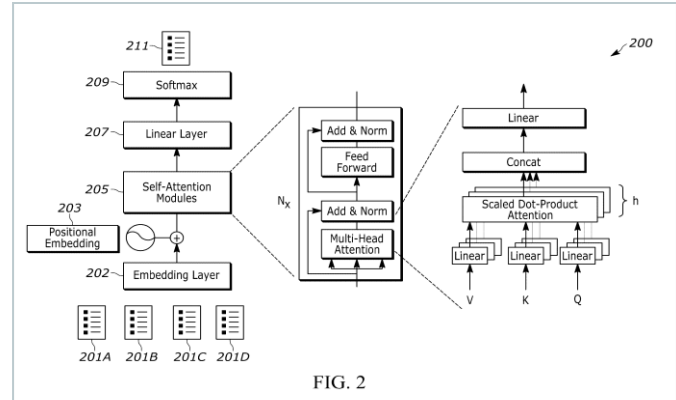 211
200
209
Softmax
207
Linear Layer
205
Self-Attention
Modules
203
Positional
Embedding
+
202
Embedding Layer
201A
201B
201C
201D
Nx
Add & Norm
Feed
Forward
Add & Norm
Multi-Head
Attention
Linear
Concat
Scaled Dot-Product
Attention
h
Linear
Linear
Linear
V
K
Q
FIG. 2